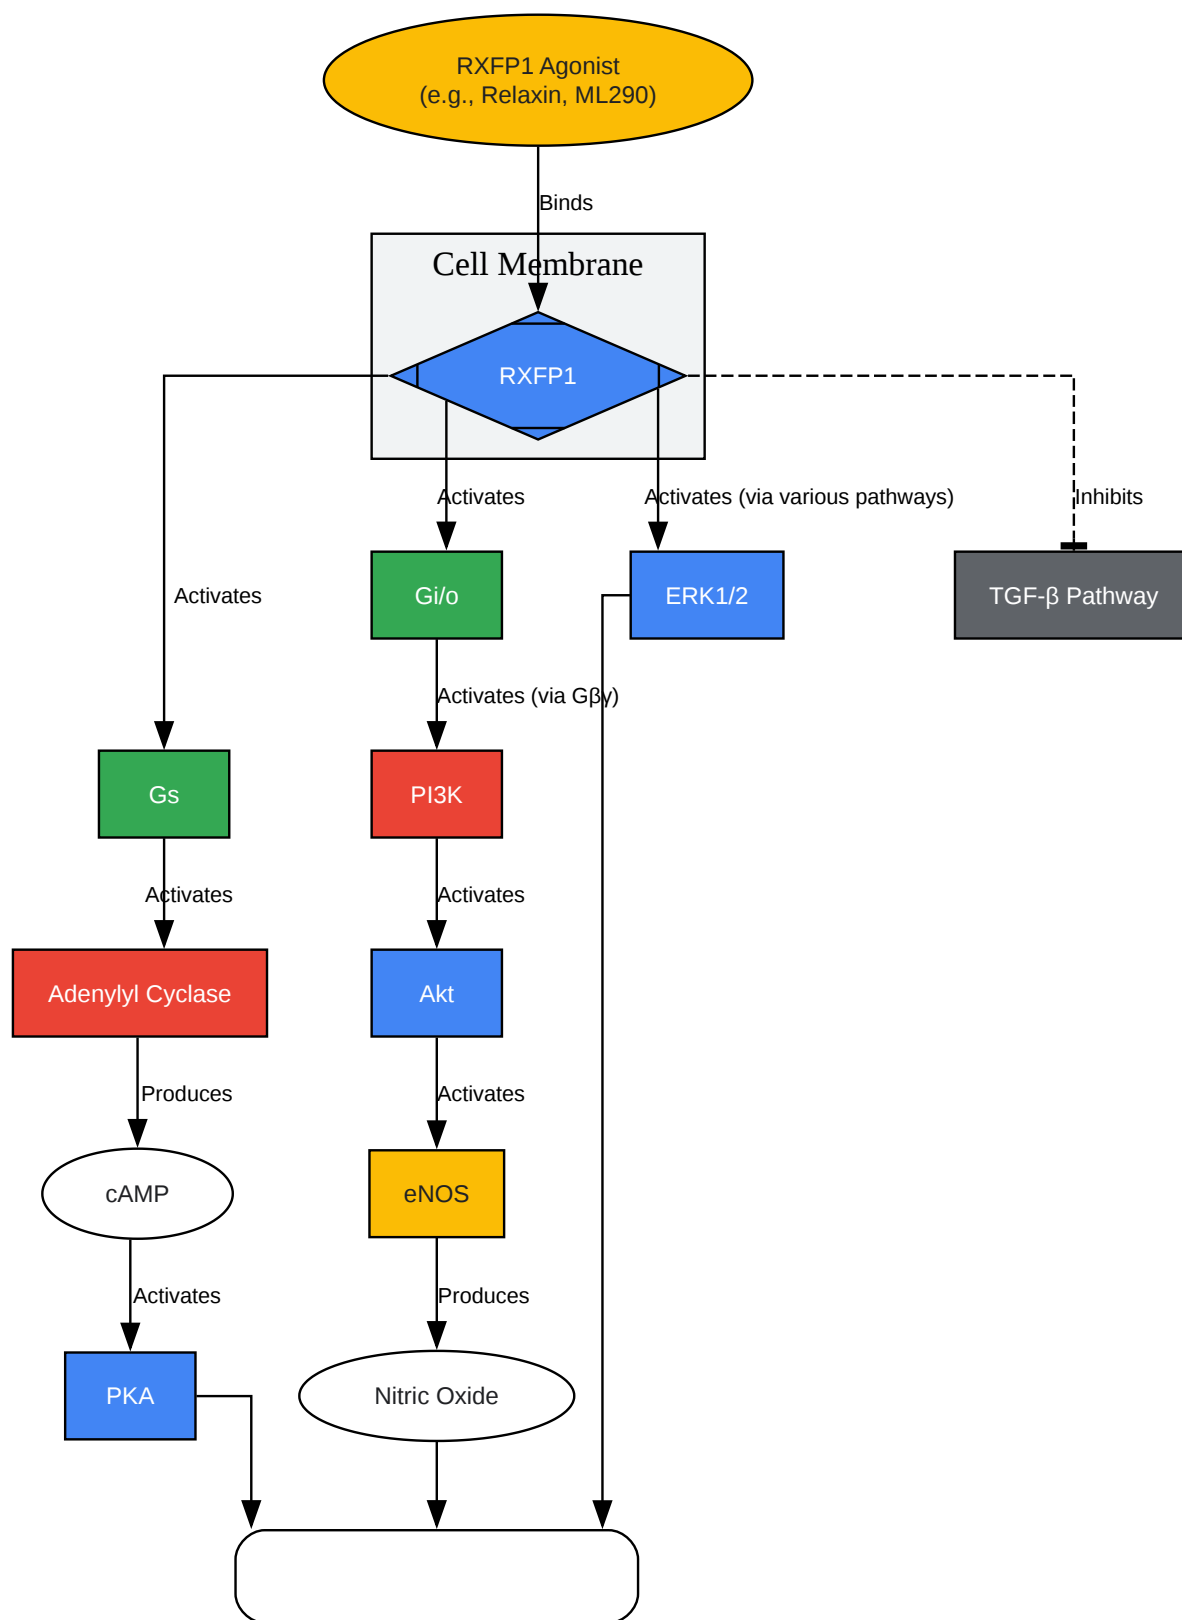 RXFP1 Agonist
(e.g., Relaxin, ML290)
Binds
Cell Membrane
RXFP1
Activates
Activates (via various pathways)
Inhibits
Activates
Gi/o
ERK1/2
TGF-β Pathway
Activates (via Gβγ)
Gs
PI3K
Activates
Activates
Adenylyl Cyclase
Akt
Produces
Activates
cAMP
eNOS
Activates
Produces
PKA
Nitric Oxide